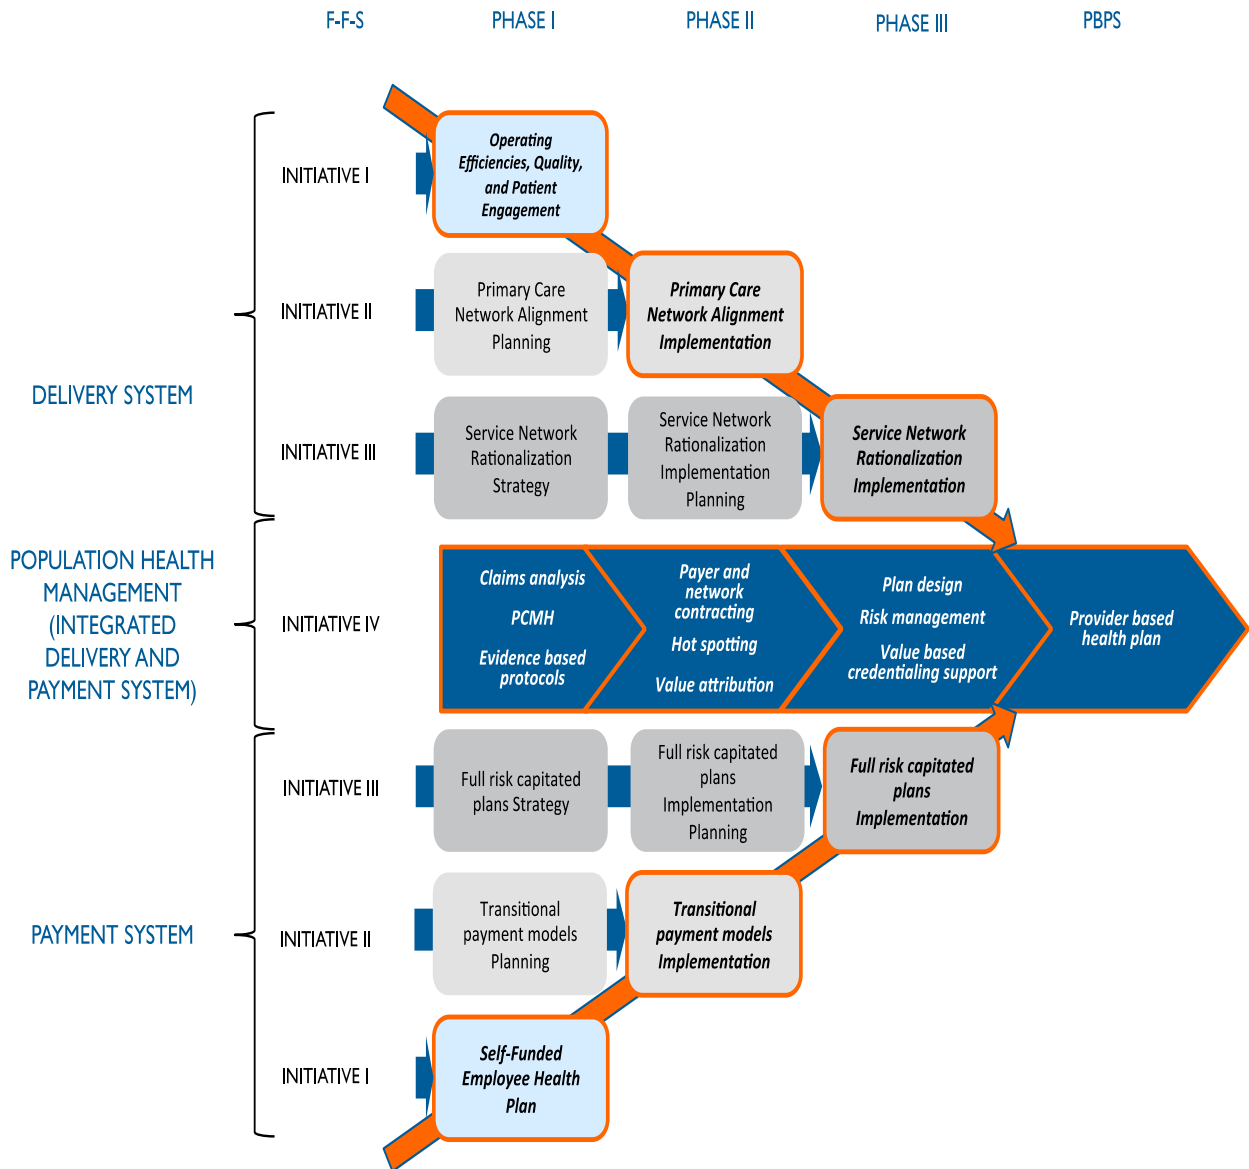 F-F-S
PHASE I
PHASE II
PHASE III
PBPS
DELIVERY SYSTEM
INITIATIVE I
Operating
Efficiencies, Quality,
and Patient
Engagement
INITIATIVE II
Primary Care
Network Alignment
Planning
Primary Care
Network Alignment
Implementation
INITIATIVE III
Service Network
Rationalization
Strategy
Service Network
Rationalization
Implementation
Planning
Service Network
Rationalization
Implementation
POPULATION HEALTH
MANAGEMENT
(INTEGRATED
DELIVERY AND
PAYMENT SYSTEM)
INITIATIVE IV
Claims analysis
PCMH
Evidence based
protocols
Payer and
network
contracting
Hot spotting
Value attribution
Plan design
Risk management
Value based
credentialing support
Provider based
health plan
PAYMENT SYSTEM
INITIATIVE III
Full risk capitated
plans Strategy
Full risk capitated
plans
Implementation
Planning
Full risk capitated
plans
Implementation
INITIATIVE II
Transitional
payment models
Planning
Transitional
payment models
Implementation
INITIATIVE I
Self-Funded
Employee Health
Plan